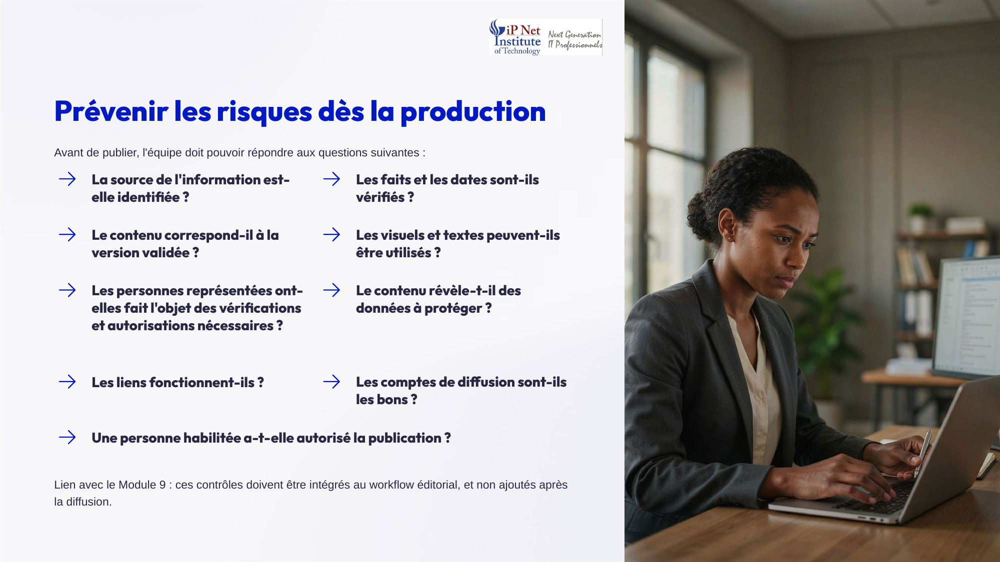 iP Net
Institute
of Technology
Next Generation
IT Professionnels
Prévenir les risques dès la production
Avant de publier, l'équipe doit pouvoir répondre aux questions suivantes :
La source de l'information est-
elle identifiée ?
Les faits et les dates sont-ils
vérifiés ?
Le contenu correspond-il à la
version validée ?
Les visuels et textes peuvent-ils
être utilisés ?
Les personnes représentées ont-
elles fait l'objet des vérifications
et autorisations nécessaires ?
Le contenu révèle-t-il des
données à protéger ?
Les liens fonctionnent-ils ?
Les comptes de diffusion sont-ils
les bons ?
Une personne habilitée a-t-elle autorisé la publication ?
Lien avec le Module 9 : ces contrôles doivent être intégrés au workflow éditorial, et non ajoutés après
la diffusion.